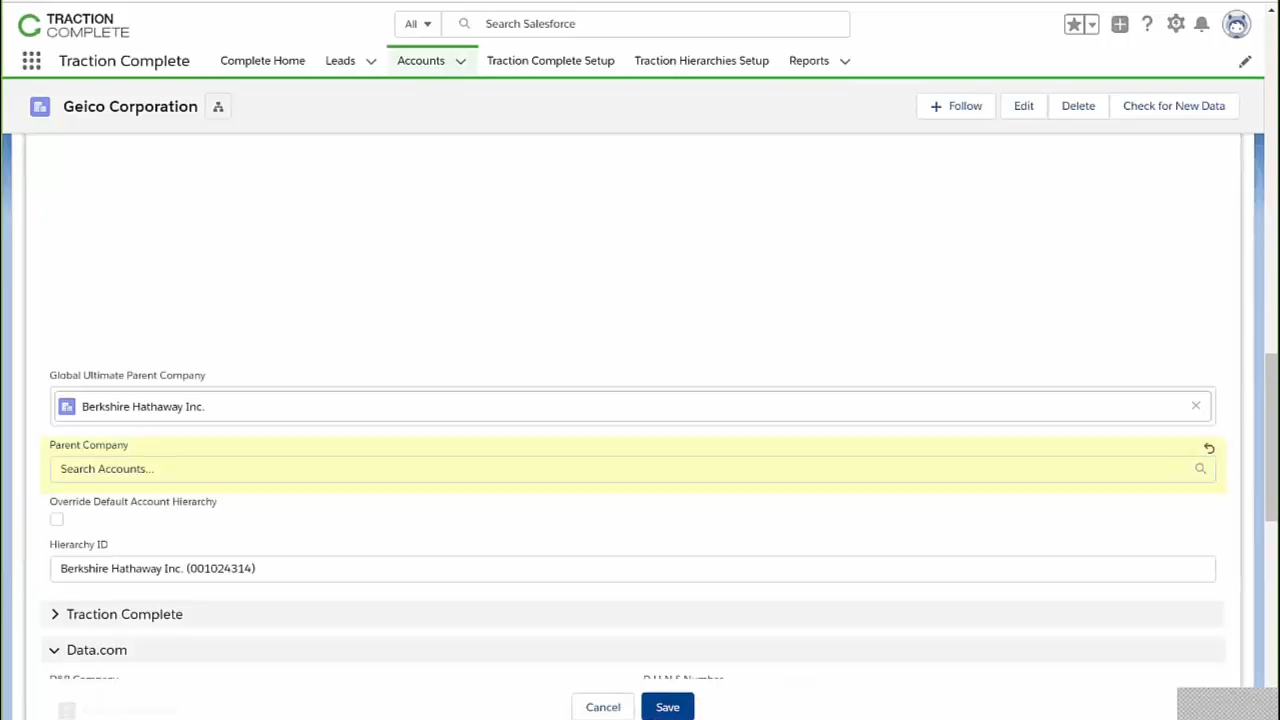 TRACTION
COMPLETE
All
Search Salesforce
Traction Complete
Complete Home
Leads
Accounts
Traction Complete Setup
Traction Hierarchies Setup
Reports
Geico Corporation
+ Follow
Edit
Delete
Check for New Data
Global Ultimate Parent Company
Berkshire Hathaway Inc.
Parent Company
Search Accounts...
Override Default Account Hierarchy
Hierarchy ID
Berkshire Hathaway Inc. (001024314)
Traction Complete
Data.com
D&B Company
D-U-N-S Number
Cancel
Save